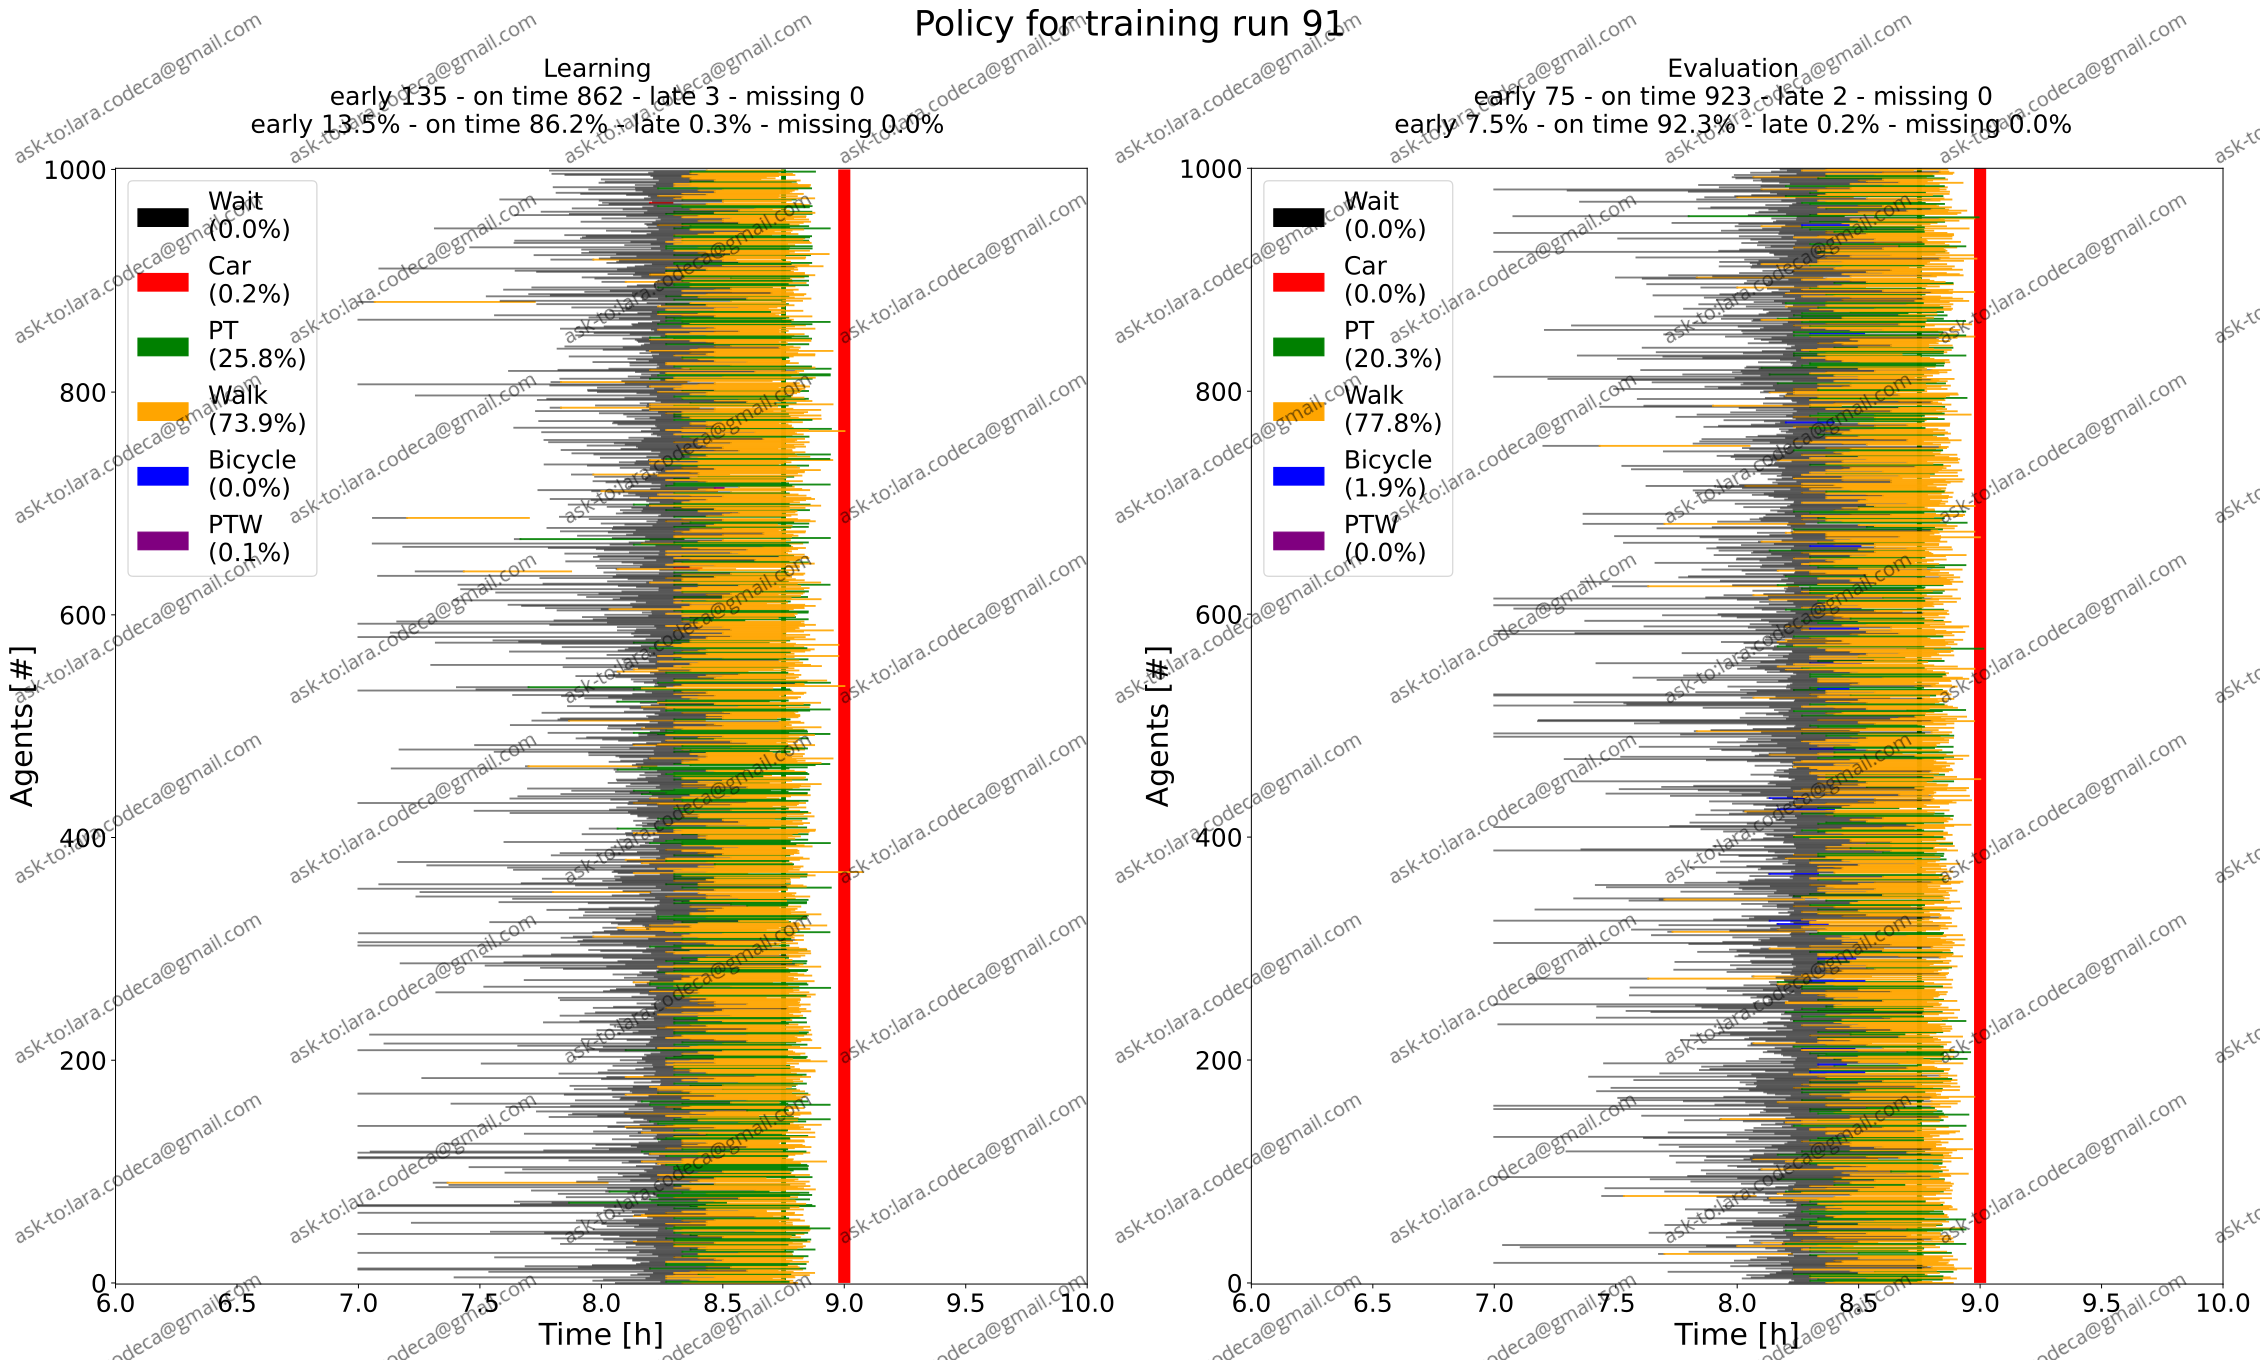 Policy for training run 91
Learning
early 135 - on time 862 - late 3 - missing 0
early 13.5% - on time 86.2% - late 0.3% - missing 0.0%
1000
800
600
400
200
0
Agents [#]
Wait
(0.0%)
Car
(0.2%)
PT
(25.8%)
Walk
(73.9%)
Bicycle
(0.0%)
PTW
(0.1%)
6.0 6.5 7.0 7.5 8.0 8.5 9.0 9.5 10.0
Time [h]
Evaluation
early 75 - on time 923 - late 2 - missing 0
early 7.5% - on time 92.3% - late 0.2% - missing 0.0%
1000
800
600
400
200
0
Agents [#]
Wait
(0.0%)
Car
(0.0%)
PT
(20.3%)
Walk
(77.8%)
Bicycle
(1.9%)
PTW
(0.0%)
6.0 6.5 7.0 7.5 8.0 8.5 9.0 9.5 10.0
Time [h]
ask-to:lara.codeca@gmail.com